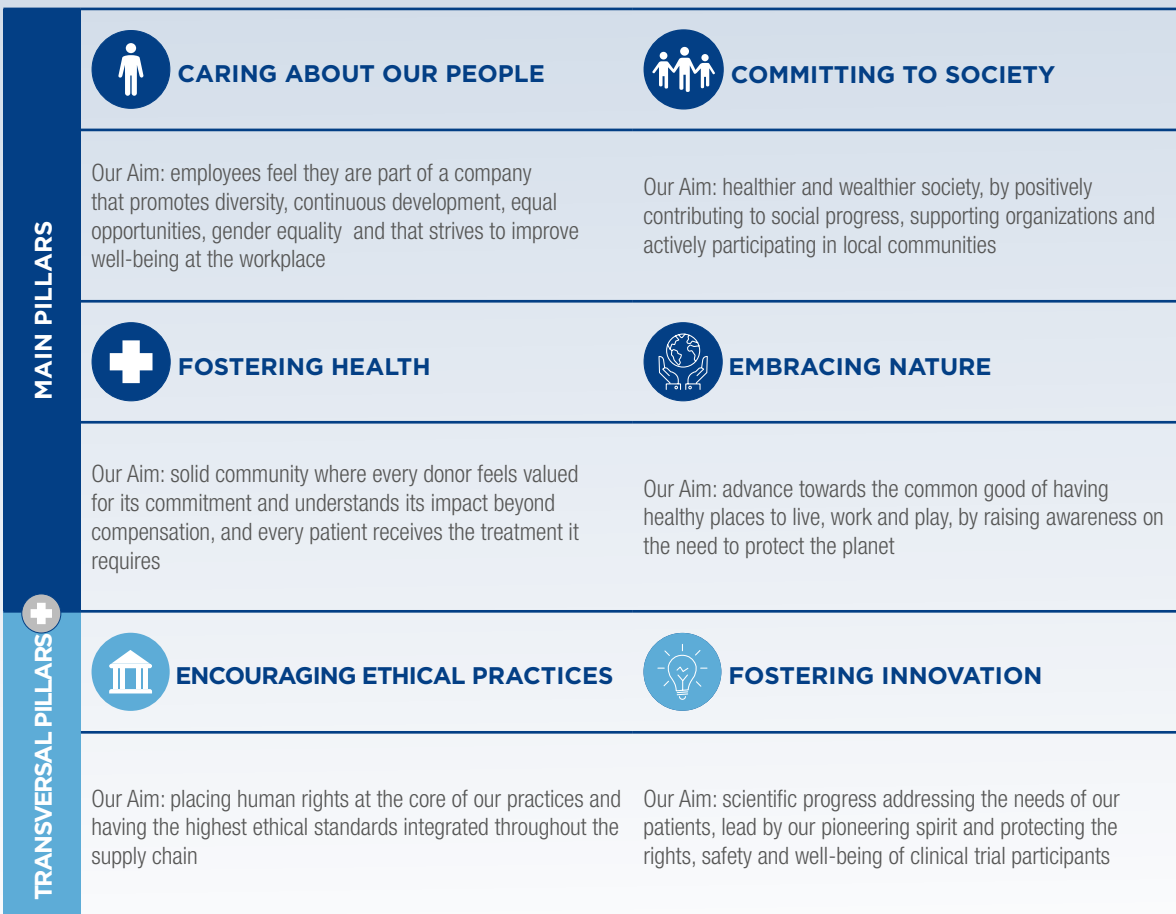 MAIN PILLARS
CARING ABOUT OUR PEOPLE
COMMITTING TO SOCIETY
Our Aim: employees feel they are part of a company
that promotes diversity, continuous development, equal
opportunities, gender equality and that strives to improve
well-being at the workplace
Our Aim: healthier and wealthier society, by positively
contributing to social progress, supporting organizations and
actively participating in local communities
FOSTERING HEALTH
EMBRACING NATURE
Our Aim: solid community where every donor feels valued
for its commitment and understands its impact beyond
compensation, and every patient receives the treatment it
requires
Our Aim: advance towards the common good of having
healthy places to live, work and play, by raising awareness on
the need to protect the planet
TRANSVERSAL PILLARS
ENCOURAGING ETHICAL PRACTICES
FOSTERING INNOVATION
Our Aim: placing human rights at the core of our practices and
having the highest ethical standards integrated throughout the
supply chain
Our Aim: scientific progress addressing the needs of our
patients, lead by our pioneering spirit and protecting the
rights, safety and well-being of clinical trial participants